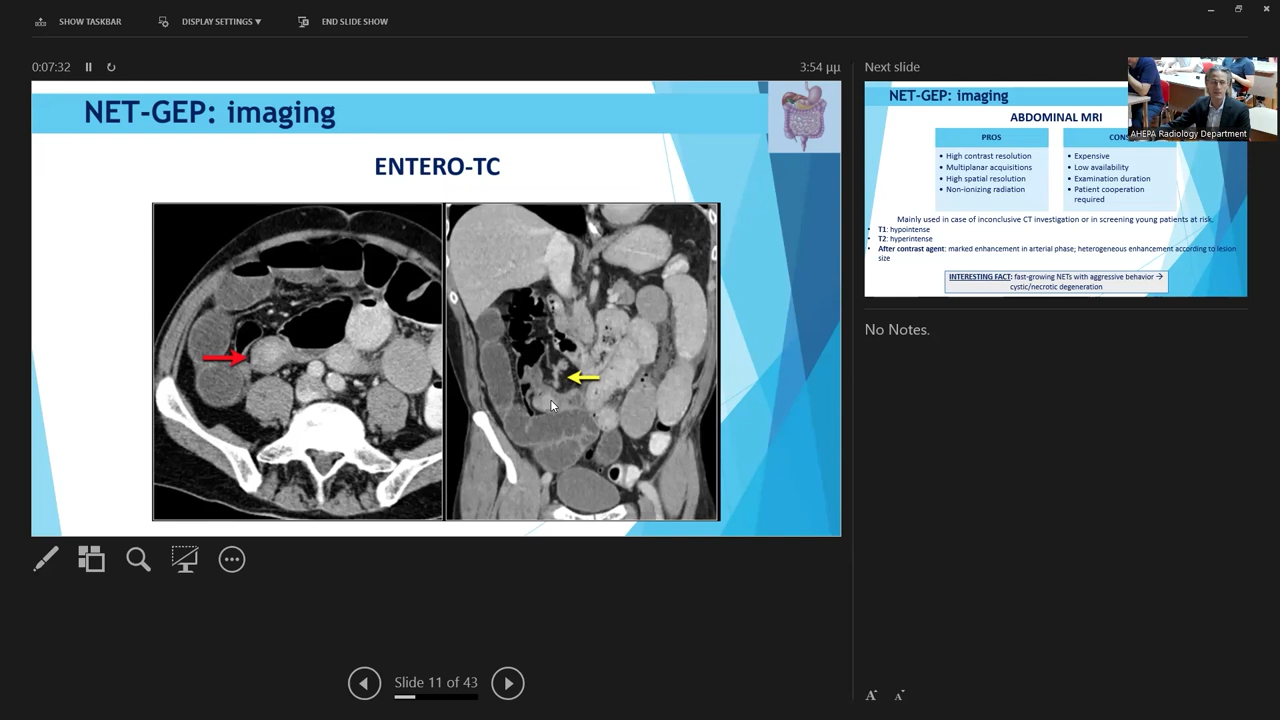 SHOW TASKBAR
DISPLAY SETTINGS ▼
END SLIDE SHOW
0:07:32
3:54 μμ
NET-GEP: imaging
ENTERO-TC
Slide 11 of 43
Next slide
NET-GEP: imaging
ABDOMINAL MRI
PROS
• High contrast resolution
• Multiplanar acquisitions
• High spatial resolution
• Non-ionizing radiation
CONS
• Expensive
• Low availability
• Examination duration
• Patient cooperation
required
Mainly used in case of inconclusive CT investigation or in screening young patients at risk.
• T1: hypointense
• T2: hyperintense
• After contrast agent: marked enhancement in arterial phase; heterogeneous enhancement according to lesion
size
INTERESTING FACT: fast-growing NETs with aggressive behavior →
cystic/necrotic degeneration
AHEPA Radiology Department
No Notes.
A A